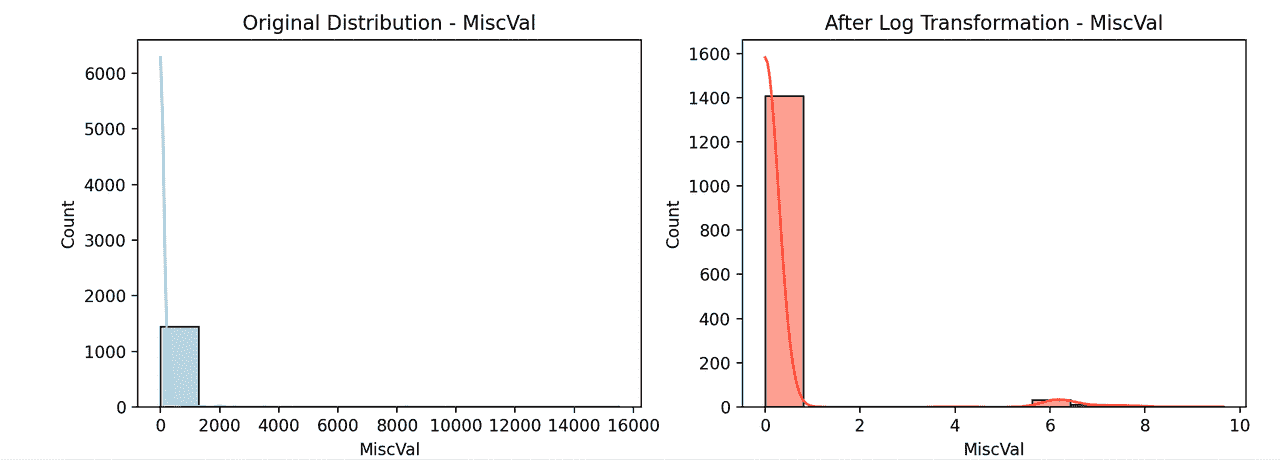 Original Distribution - MiscVal
6000
5000
4000
3000
2000
1000
0
Count
0 2000 4000 6000 8000 10000 12000 14000 16000
MiscVal
After Log Transformation - MiscVal
1600
1400
1200
1000
800
600
400
200
0
Count
0 2 4 6 8 10
MiscVal